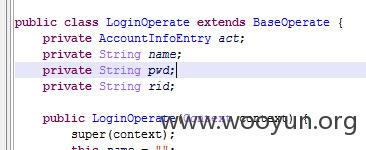 public class LoginOperate extends BaseOperate {
private AccountInfoEntry act;
private String name;
private String pwd;
private String rid;
public LoginOperate(Context context) {
super(context);
this.name = "";
www.wooyun.org